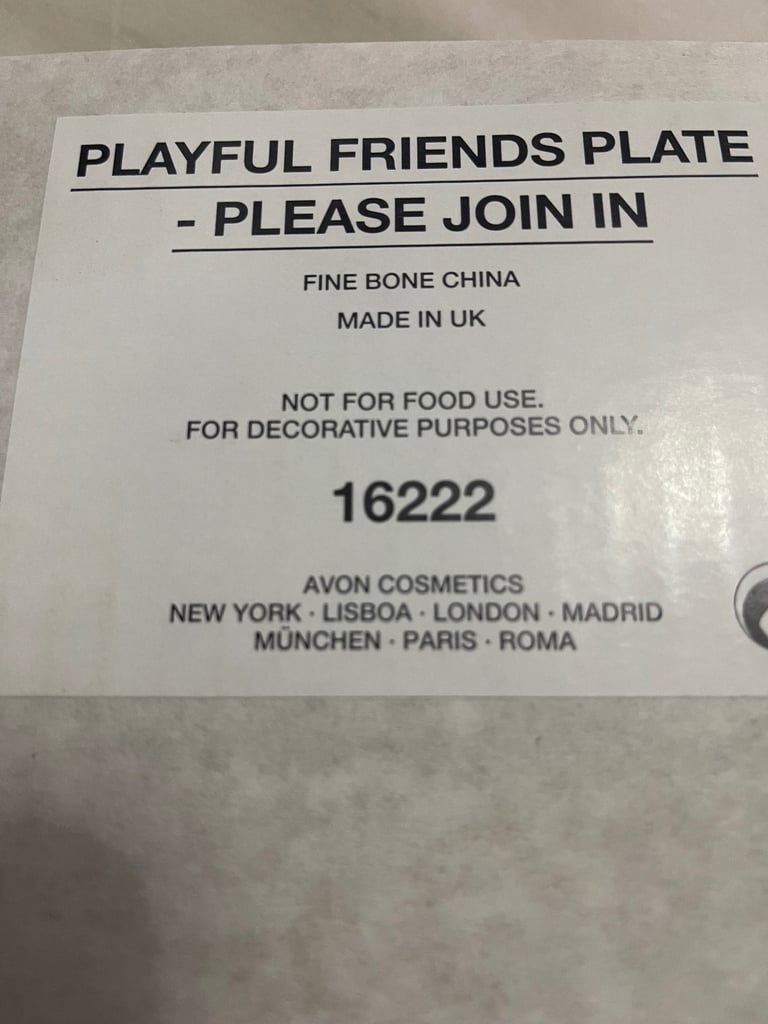 PLAYFUL FRIENDS PLATE
- PLEASE JOIN IN
FINE BONE CHINA
MADE IN UK
NOT FOR FOOD USE.
FOR DECORATIVE PURPOSES ONLY.
16222
AVON COSMETICS
NEW YORK · LISBOA · LONDON · MADRID
MÜNCHEN · PARIS · ROMA